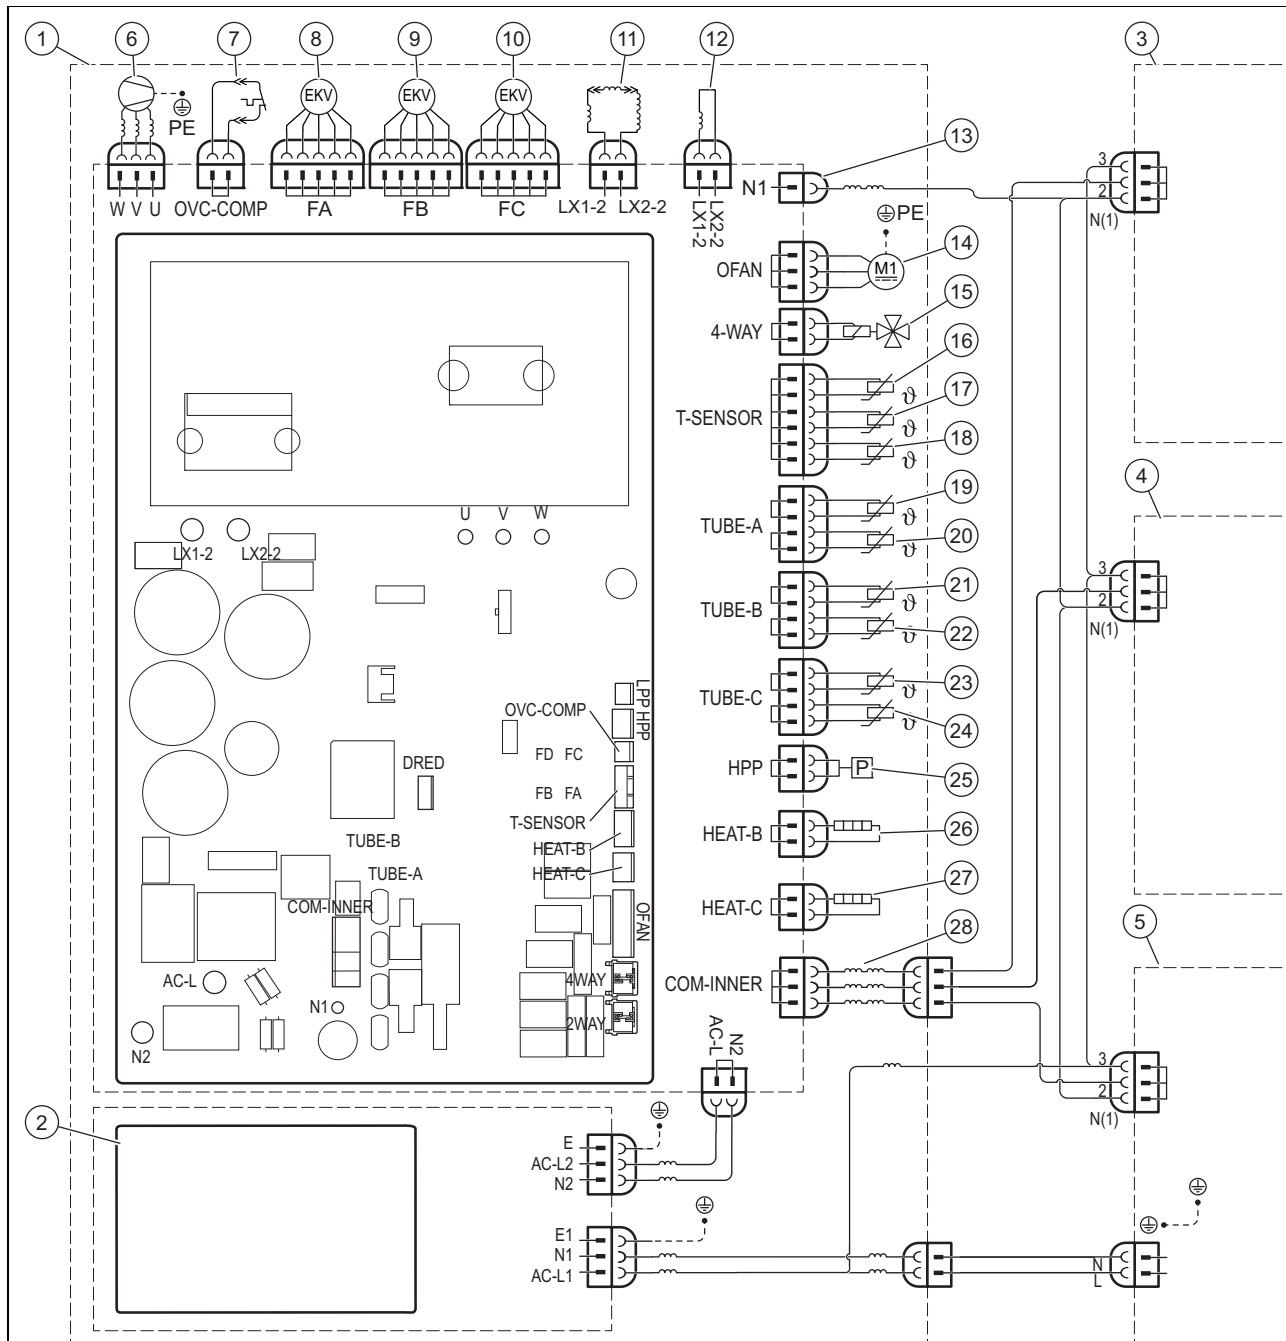 1 6 7 8 9 10 11 12 3
EKV EKV EKV
PE
W V U OVC-COMP FA FB FC LX1-2 LX2-2
LX1-2
LX2-2
N1 13
3
2
N(1)
PE
OFAN M1 14
4-WAY 15
T-SENSOR 16
ϑ
17
ϑ
18
ϑ
4
TUBE-A 19
ϑ
20
ϑ
U V W
LX1-2 LX2-2
TUBE-B 21
ϑ
22
ϑ
3
2
N(1)
TUBE-C 23
ϑ
24
ϑ
LPP HPP
OVC-COMP
FD FC
DRED
FB FA
HPP P 25
T-SENSOR
TUBE-B
HEAT-B
HEAT-B 26
TUBE-A
HEAT-C
HEAT-C 27
COM-INNER
OFAN
28 5
AC-L
4WAY
COM-INNER
N1
2WAY
N2
AC-L
N2
3
2
N(1)
2
E
AC-L2
N2
E1
N1
AC-L1
N
L